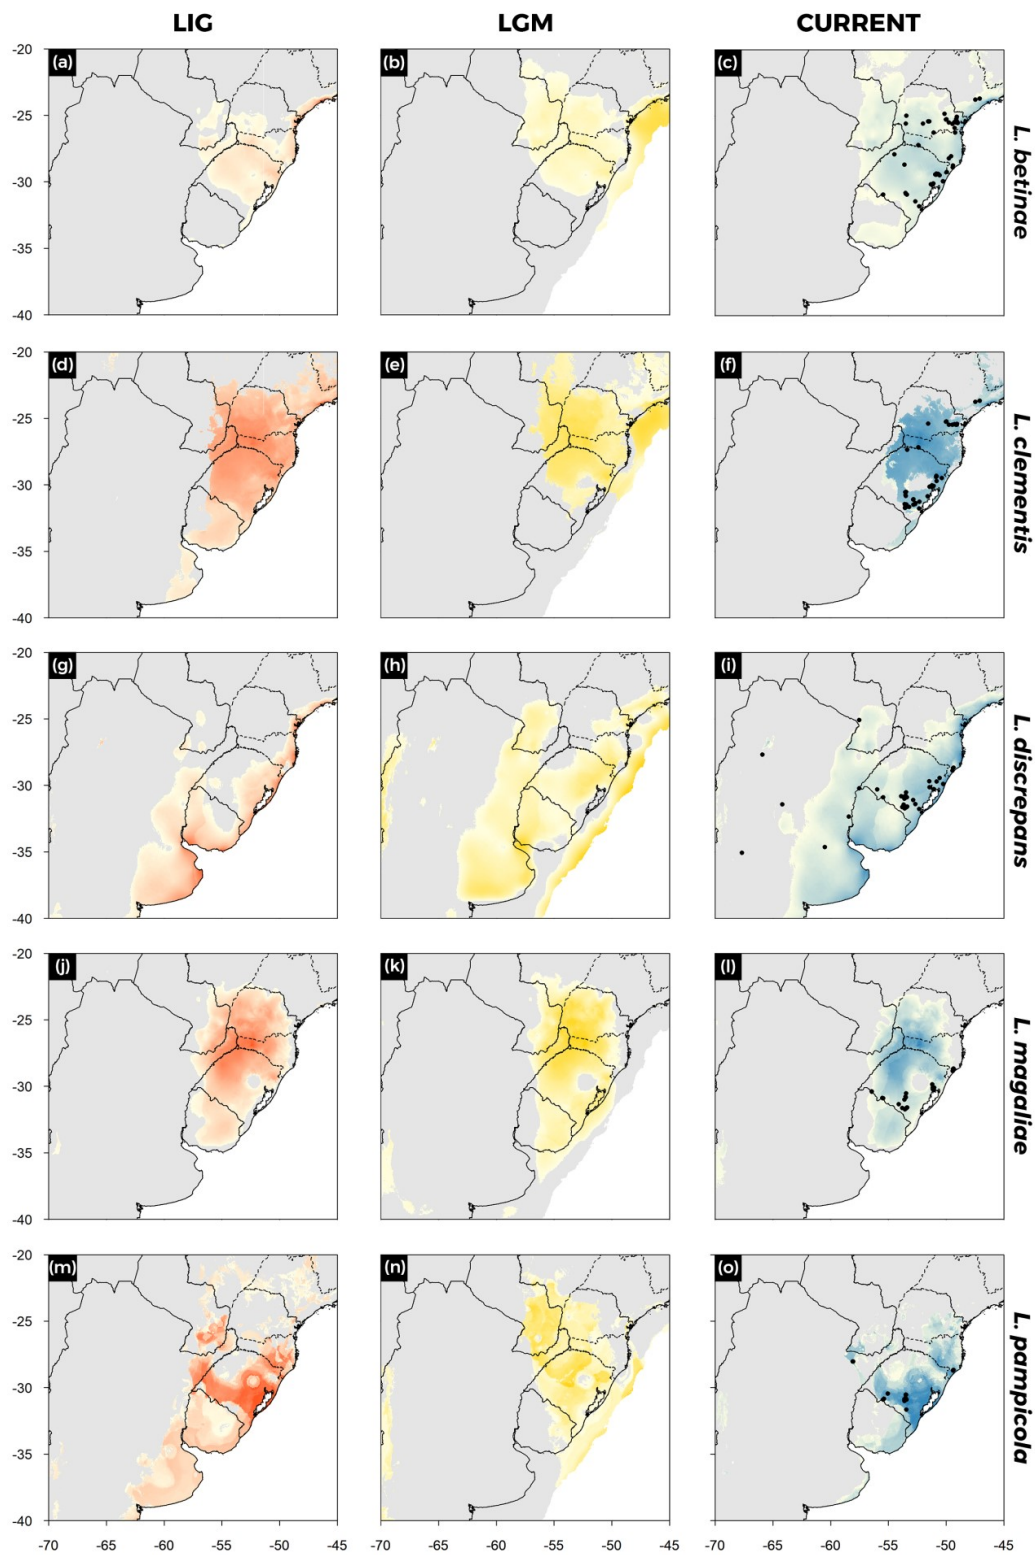 LIG LGM CURRENT
(a) (b) (c)
-20
-25
-30
-35
-40
L. betinae
(d) (e) (f)
-20
-25
-30
-35
-40
L. clementis
(g) (h) (i)
-20
-25
-30
-35
-40
L. discrepans
(j) (k) (l)
-20
-25
-30
-35
-40
L. magaliae
(m) (n) (o)
-20
-25
-30
-35
-40
L. pampicola
-70 -65 -60 -55 -50 -45 -70 -65 -60 -55 -50 -45 -70 -65 -60 -55 -50 -45